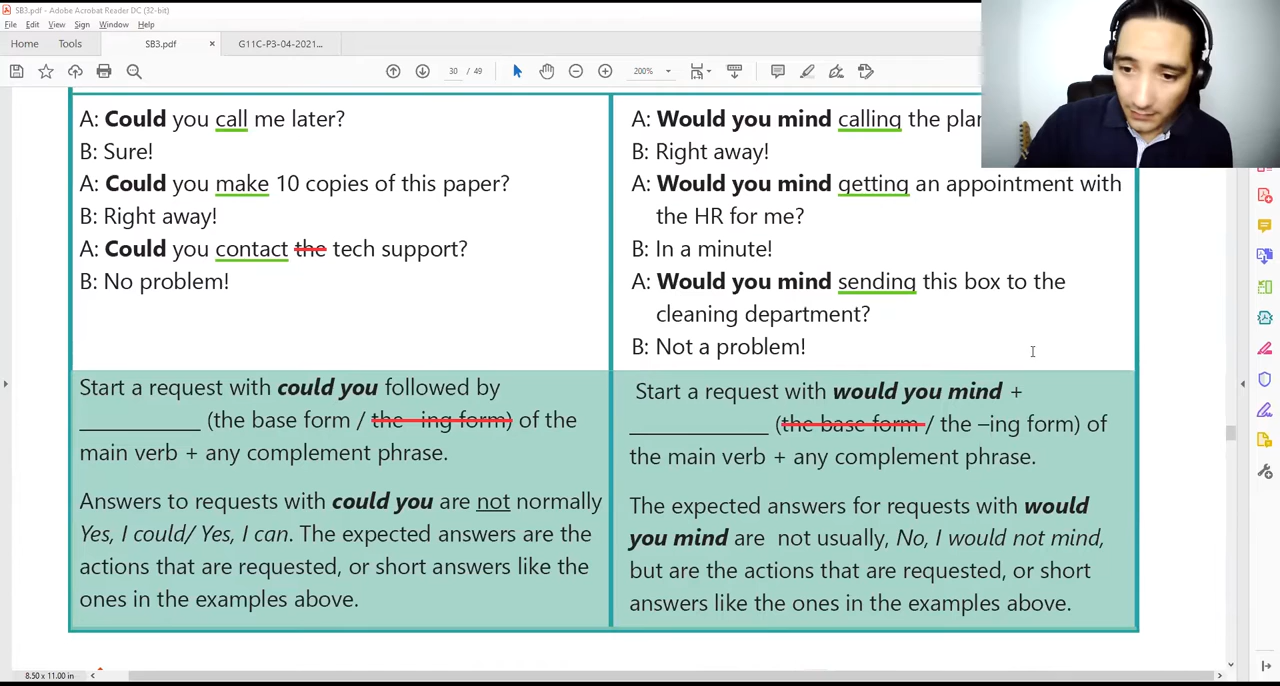 SB3.pdf - Adobe Acrobat Reader DC (32-bit)
File Edit View Sign Window Help
Home Tools SB3.pdf × G11C-P3-04-2021...
30 / 49 200%
A: Could you call me later?
B: Sure!
A: Could you make 10 copies of this paper?
B: Right away!
A: Could you contact the tech support?
B: No problem!
A: Would you mind calling the
B: Right away!
A: Would you mind getting an appointment with
the HR for me?
B: In a minute!
A: Would you mind sending this box to the
cleaning department?
B: Not a problem!
Start a request with could you followed by
___________ (the base form / the -ing form) of the
main verb + any complement phrase.
Answers to requests with could you are not normally
Yes, I could/ Yes, I can. The expected answers are the
actions that are requested, or short answers like the
ones in the examples above.
Start a request with would you mind +
____________ (the base form / the –ing form) of
the main verb + any complement phrase.
The expected answers for requests with would
you mind are not usually, No, I would not mind,
but are the actions that are requested, or short
answers like the ones in the examples above.
8.50 x 11.00 in